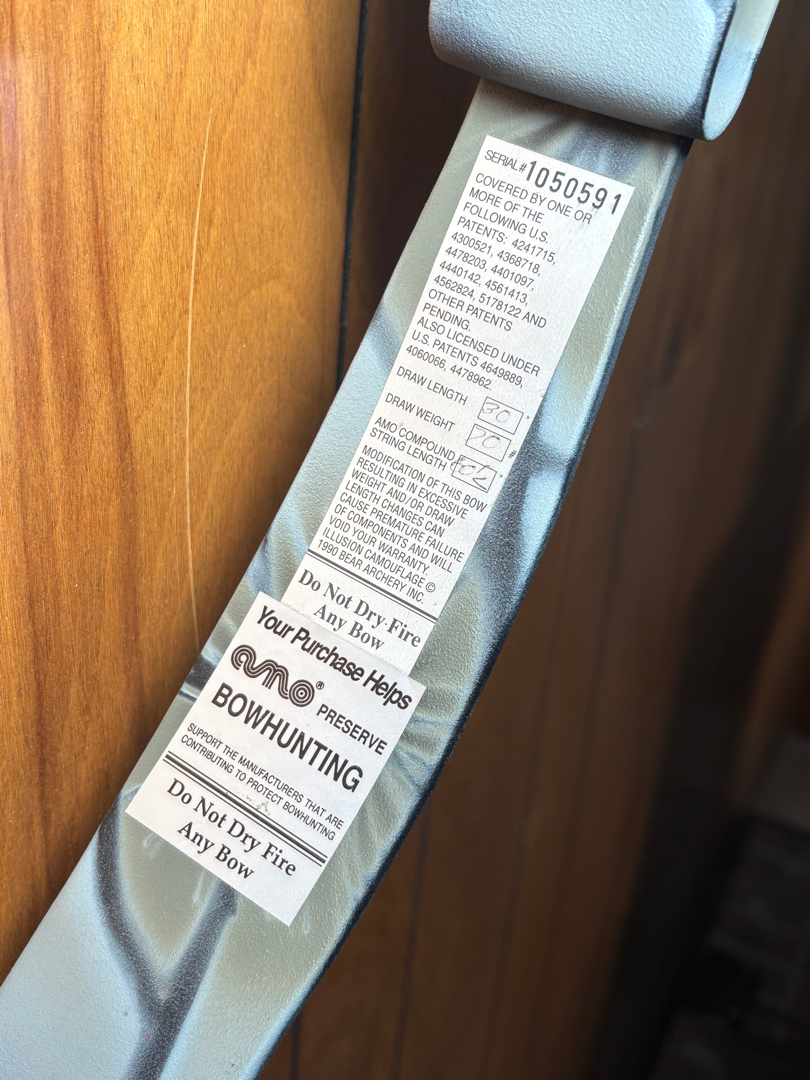 SERIAL# 1050591
COVERED BY ONE OR
MORE OF THE
FOLLOWING U.S.
PATENTS: 4241715,
4300521, 4368718,
4478203, 4401097,
4440142, 4561413,
4562824, 5178122 AND
OTHER PATENTS
PENDING.
ALSO LICENSED UNDER
U.S. PATENTS 4649889,
4060066, 4478962.
DRAW LENGTH 30 "
DRAW WEIGHT 70 #
AMO COMPOUND
STRING LENGTH
MODIFICATION OF THIS BOW
RESULTING IN EXCESSIVE
WEIGHT AND/OR DRAW
LENGTH CHANGES CAN
CAUSE PREMATURE FAILURE
OF COMPONENTS AND WILL
VOID YOUR WARRANTY.
ILLUSION CAMOUFLAGE ©
1990 BEAR ARCHERY INC.
Do Not Dry Fire
Any Bow
Your Purchase Helps
amo® PRESERVE
BOWHUNTING
SUPPORT THE MANUFACTURERS THAT ARE
CONTRIBUTING TO PROTECT BOWHUNTING
Do Not Dry Fire
Any Bow